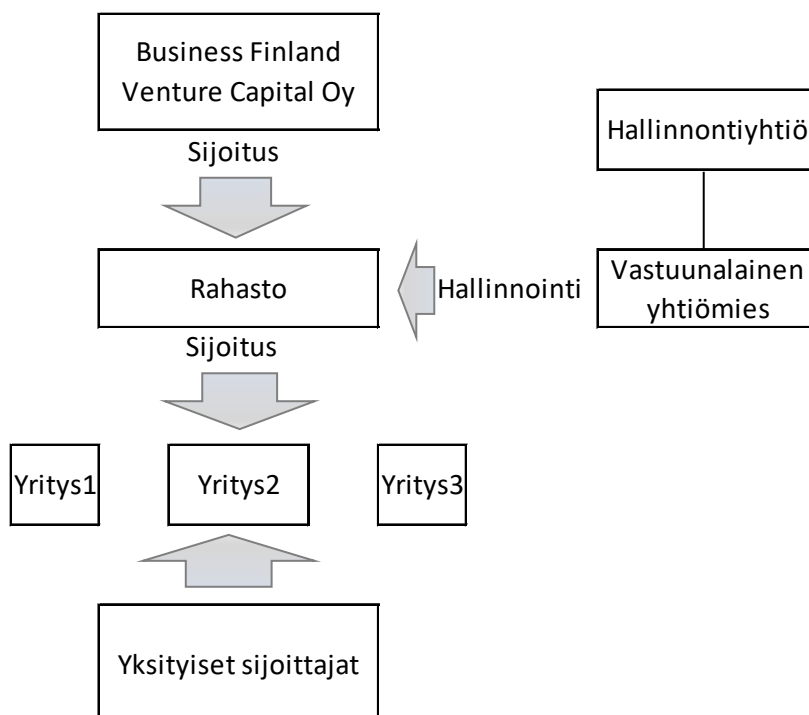 Business Finland
Venture Capital Oy
Hallinnontiyhtiö
Sijoitus
Rahasto
Hallinnointi
Vastuunalainen
yhtiömies
Sijoitus
Yritys1
Yritys2
Yritys3
Yksityiset sijoittajat